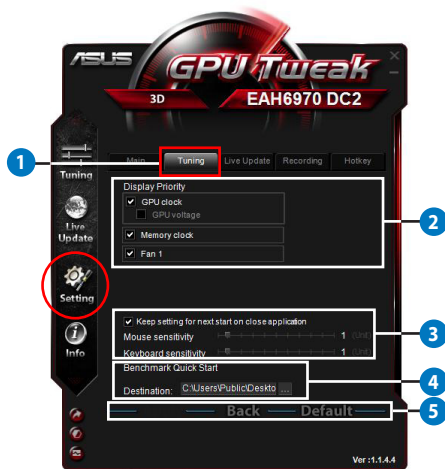 ASUS
GPU Tweak
3D
EAH6970 DC2
1
Main
Tuning
Live Update
Recording
Hotkey
Tuning
Live
Update
Setting
Info
Display Priority
GPU clock
GPU voltage
Memory clock
Fan 1
2
Keep setting for next start on close application
Mouse sensitivity
1 (Unit)
Keyboard sensitivity
1 (Unit)
3
Benchmark Quick Start
Destination:
C:\Users\Public\Deskto
...
4
Back
Default
5
Ver :1.1.4.4